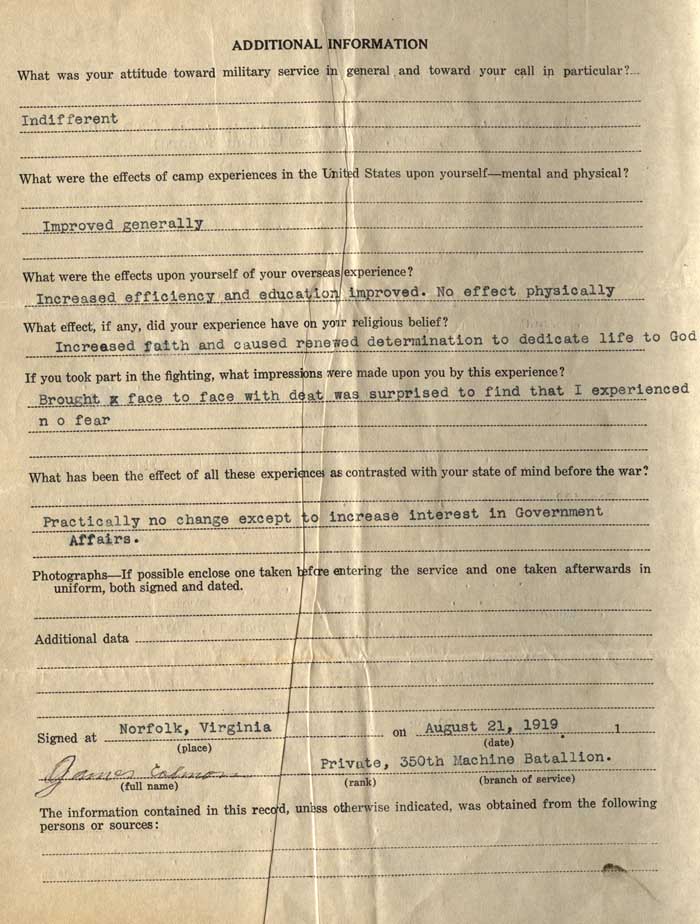 ADDITIONAL INFORMATION
What was your attitude toward military service in general and toward your call in particular?...
Indifferent
What were the effects of camp experiences in the United States upon yourself—mental and physical?
Improved generally
What were the effects upon yourself of your overseas experience?
Increased efficiency and education improved. No effect physically
What effect, if any, did your experience have on your religious belief?
Increased faith and caused renewed determination to dedicate life to God
If you took part in the fighting, what impressions were made upon you by this experience?
Brought x face to face with deat was surprised to find that I experienced
n o fear
What has been the effect of all these experiences as contrasted with your state of mind before the war?
Practically no change except to increase interest in Government
Affairs.
Photographs—If possible enclose one taken before entering the service and one taken afterwards in
uniform, both signed and dated.
Additional data
Signed at Norfolk, Virginia on August 21, 1919 1
(place) (date)
James Private, 350th Machine Batallion.
(full name) (rank) (branch of service)
The information contained in this record, unless otherwise indicated, was obtained from the following
persons or sources: